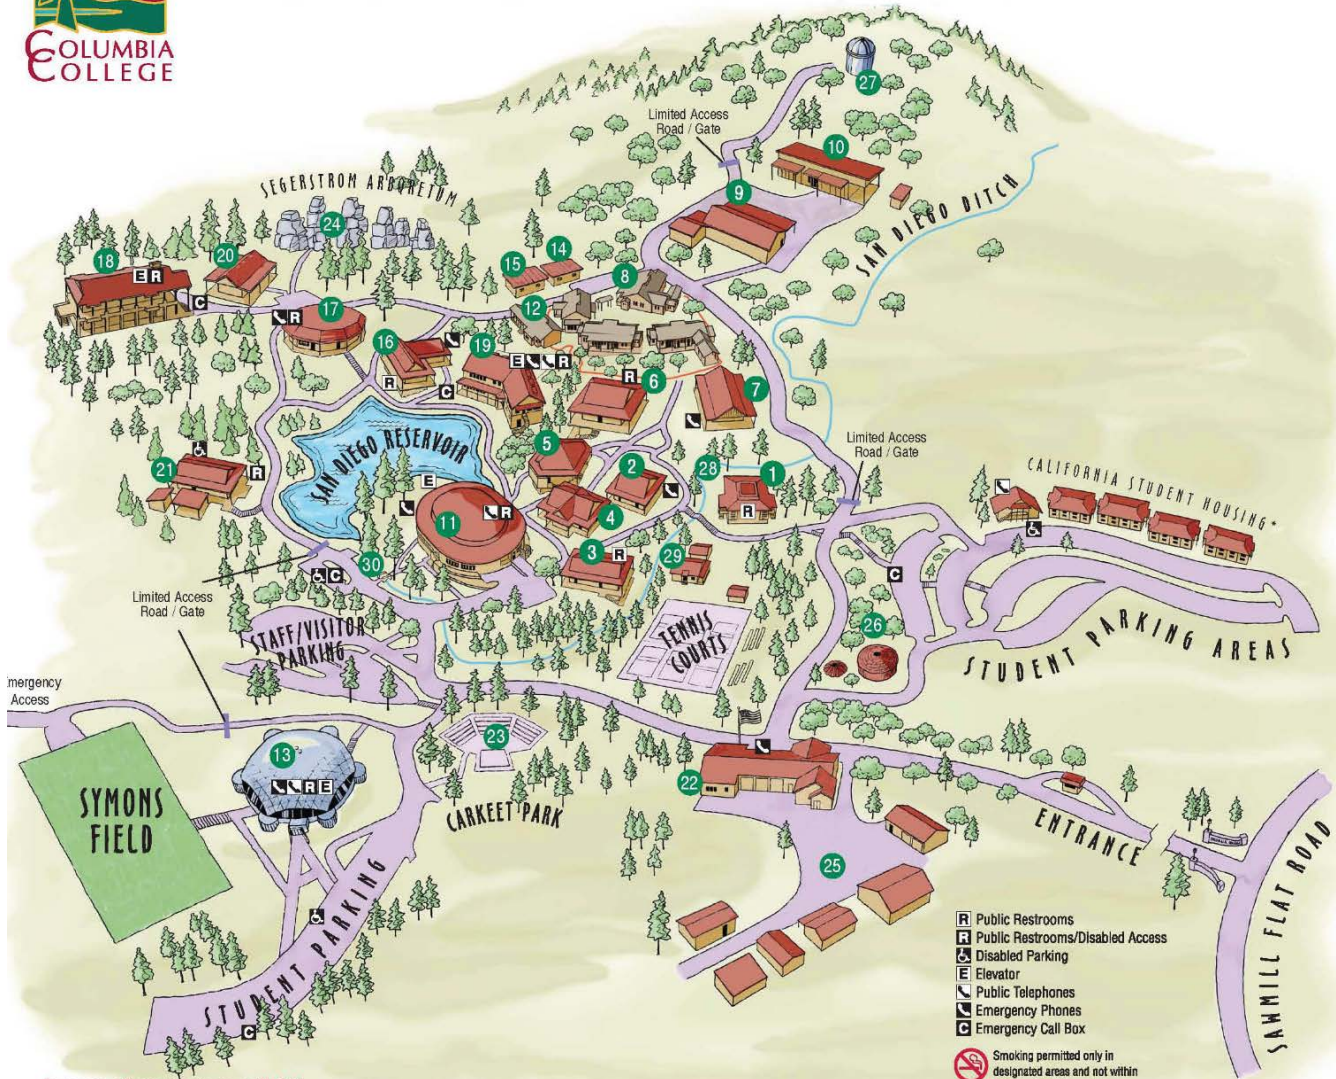 COLUMBIA
COLLEGE
27
Limited Access
Road / Gate
10
9
SEGERSTROM ARBORETUM
24
SAN DIEGO DITCH
18
E R
20
C
15
14
8
17
R
12
16
19
E R
R
6
7
R
C
SAN DIEGO RESERVOIR
5
2
28
1
R
Limited Access
Road / Gate
CALIFORNIA STUDENT HOUSING*
21
R
E
11
R
4
3
R
29
30
C
C
Limited Access
Road / Gate
STAFF/VISITOR
PARKING
TENNIS
COURTS
26
STUDENT PARKING AREAS
mergency
Access
13
R E
23
22
SYMONS
FIELD
CARKEET PARK
ENTRANCE
25
STUDENT PARKING
C
SAWMILL FLAT ROAD
R Public Restrooms
R Public Restrooms/Disabled Access
Disabled Parking
E Elevator
Public Telephones
Emergency Phones
C Emergency Call Box
Smoking permitted only in
designated areas and not within